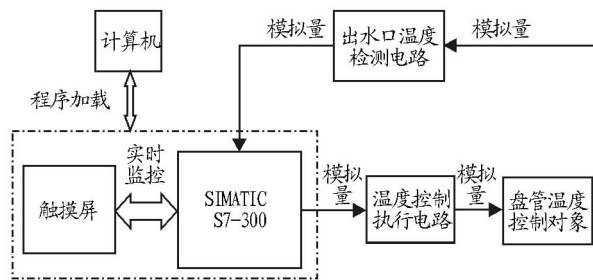 计算机
模拟量
出水口温度
检测电路
模拟量
程序加载
触摸屏
实时
监控
SIMATIC
S7-300
模拟
量
温度控制
执行电路
模拟
量
盘管温度
控制对象